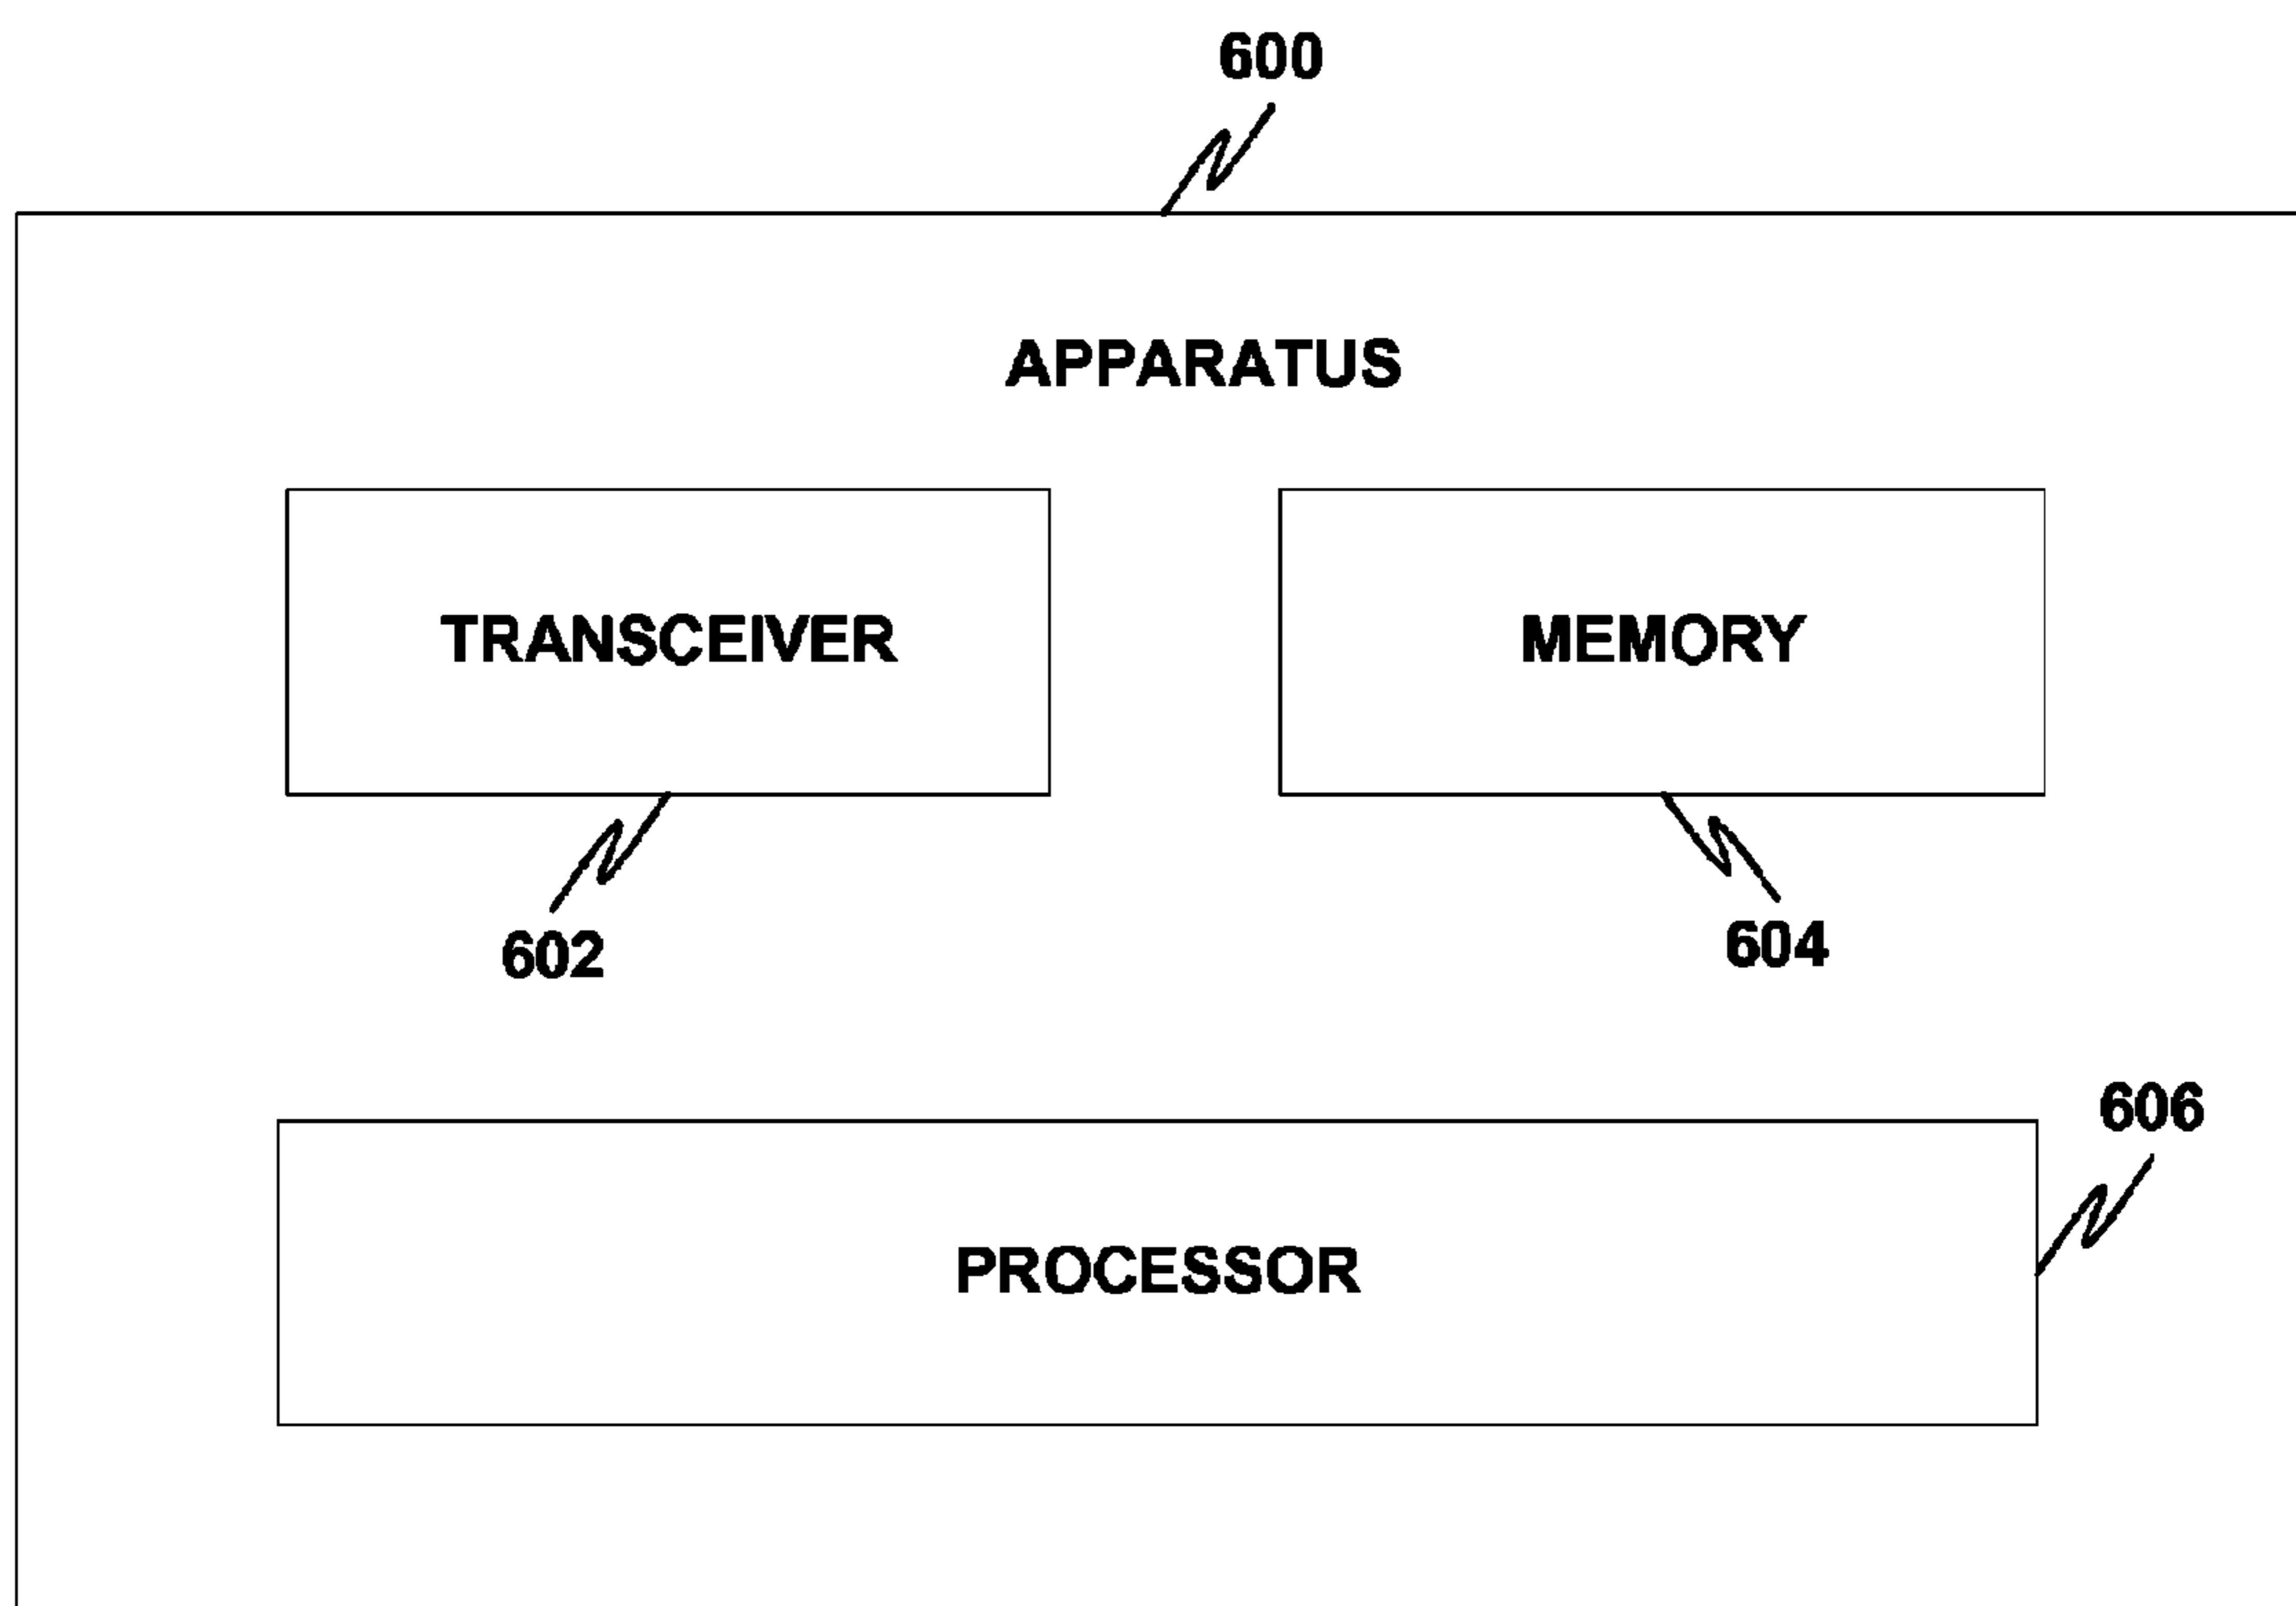 600
APPARATUS
TRANSCEIVER
MEMORY
602
604
606
PROCESSOR